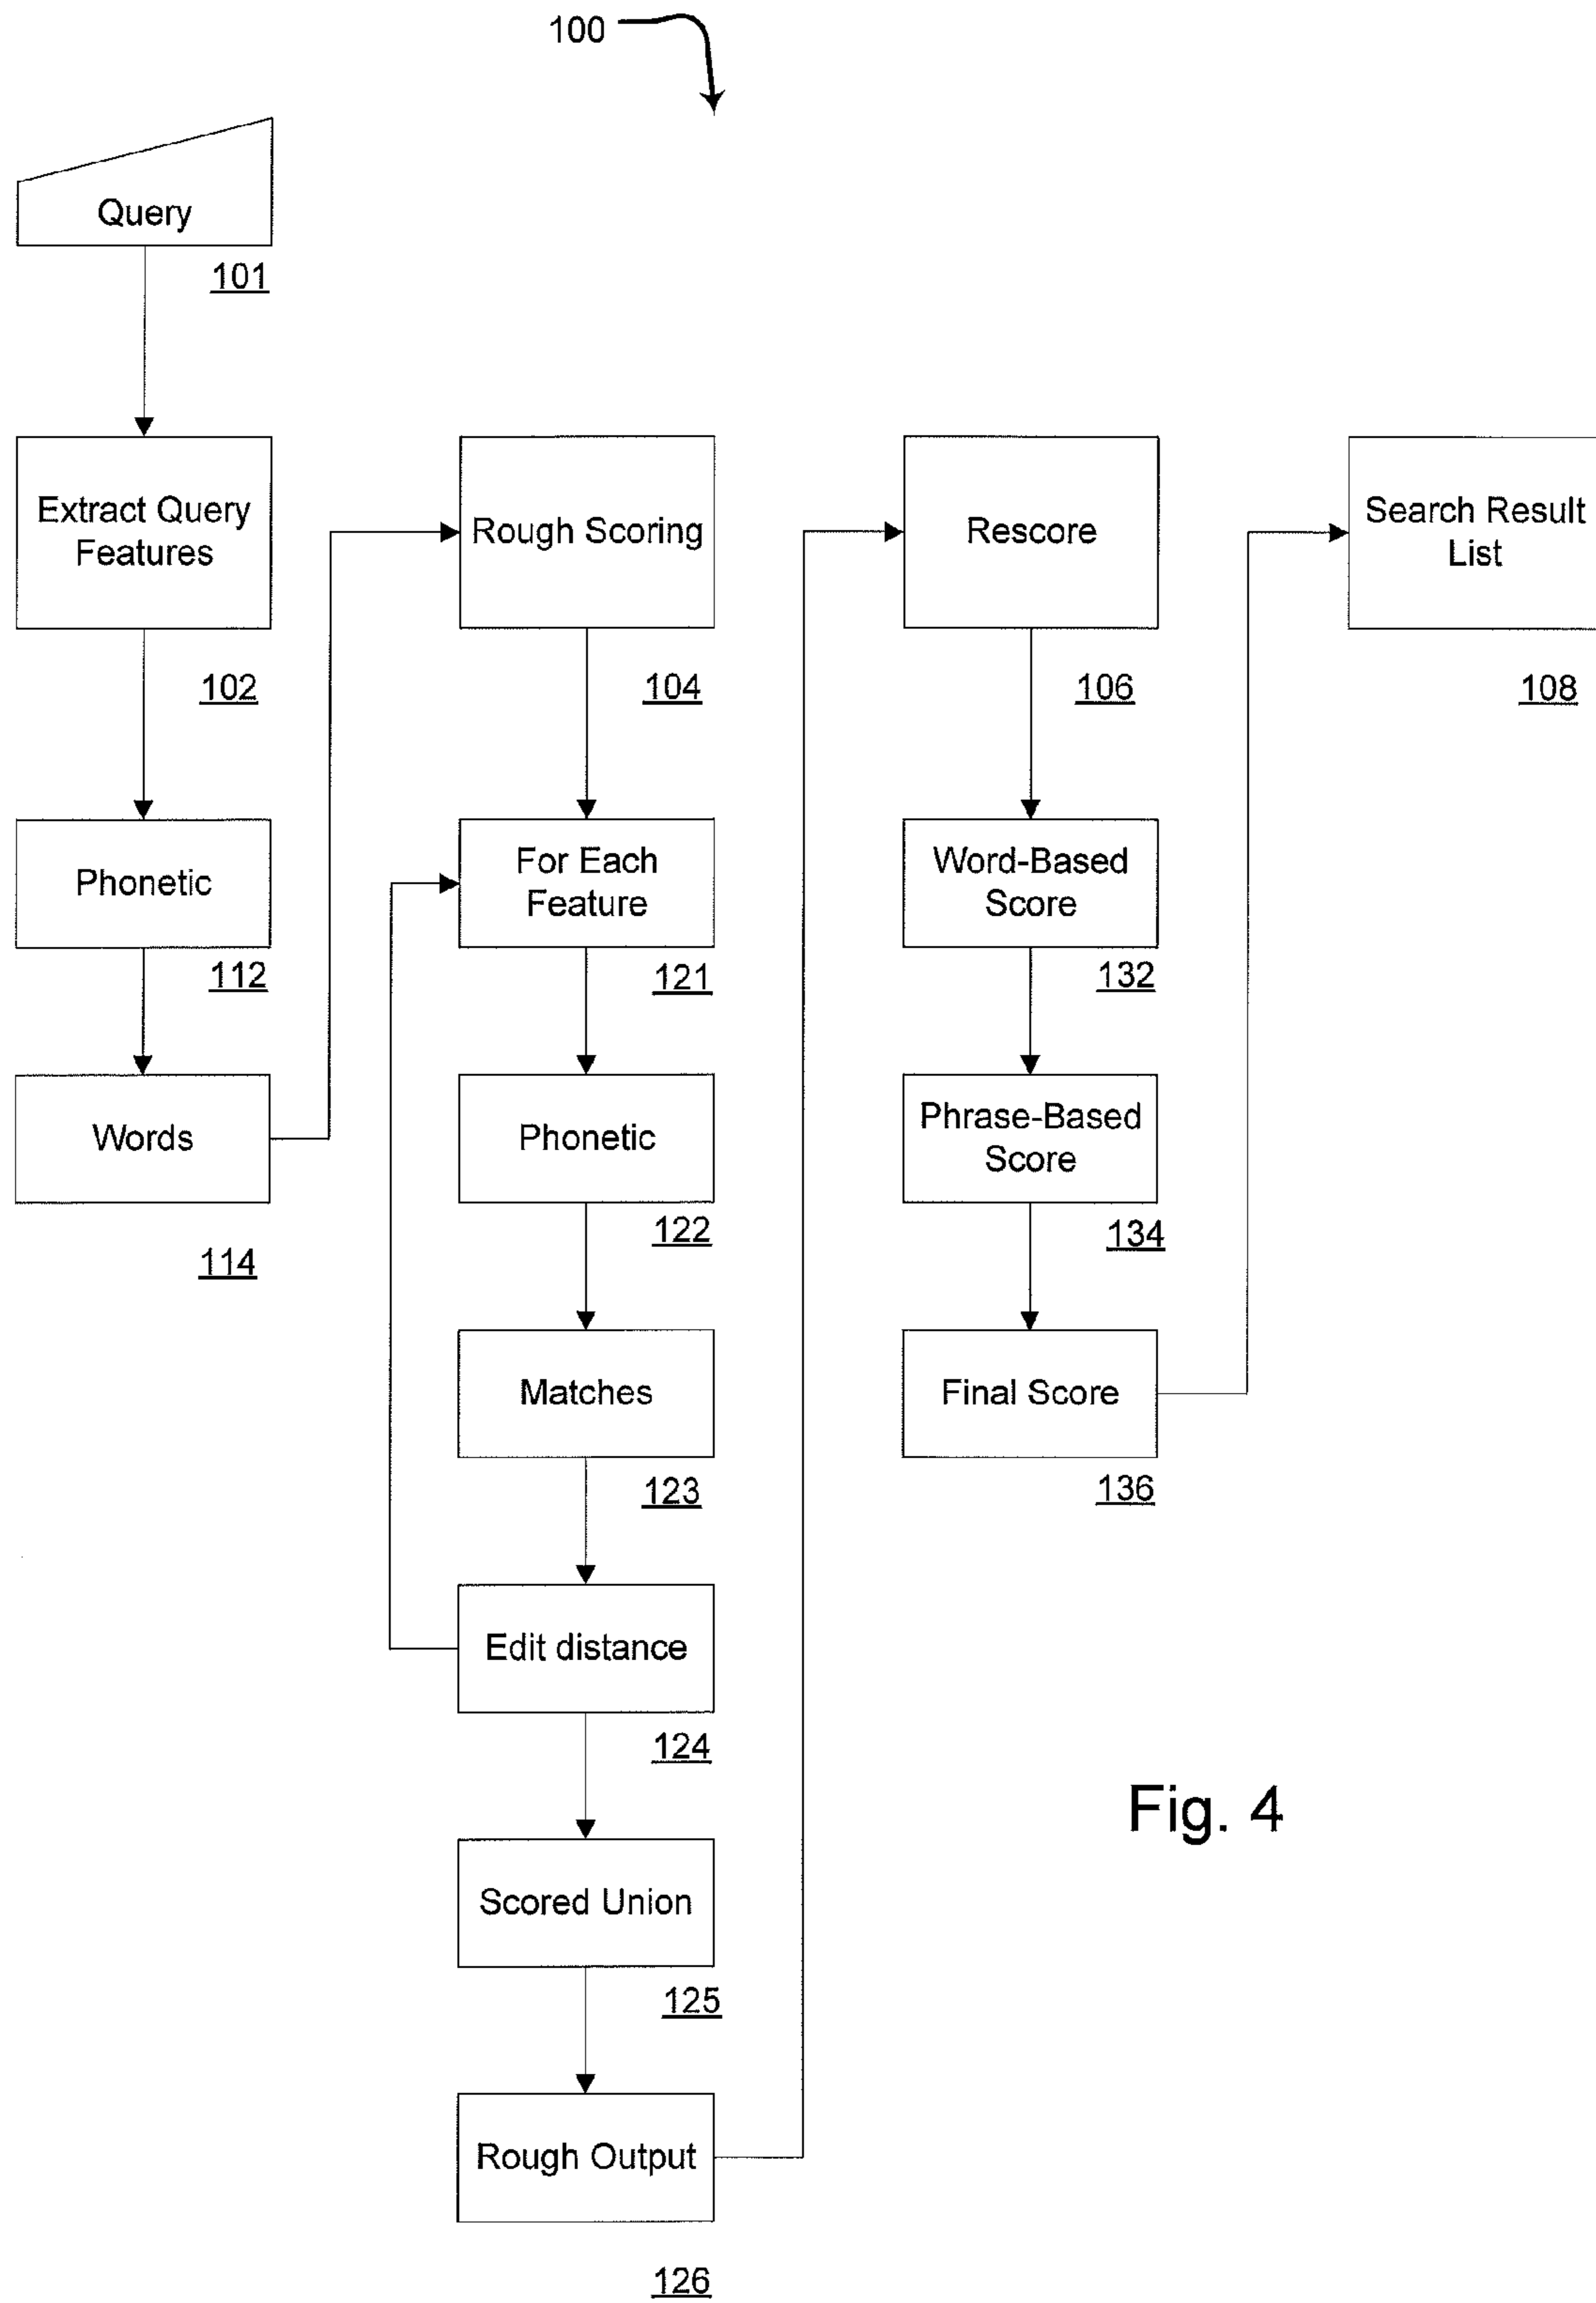 100
Query
101
Extract Query
Features
102
Phonetic
112
Words
114
Rough Scoring
104
For Each
Feature
121
Phonetic
122
Matches
123
Edit distance
124
Scored Union
125
Rough Output
126
Rescore
106
Word-Based
Score
132
Phrase-Based
Score
134
Final Score
136
Search Result
List
108
Fig. 4